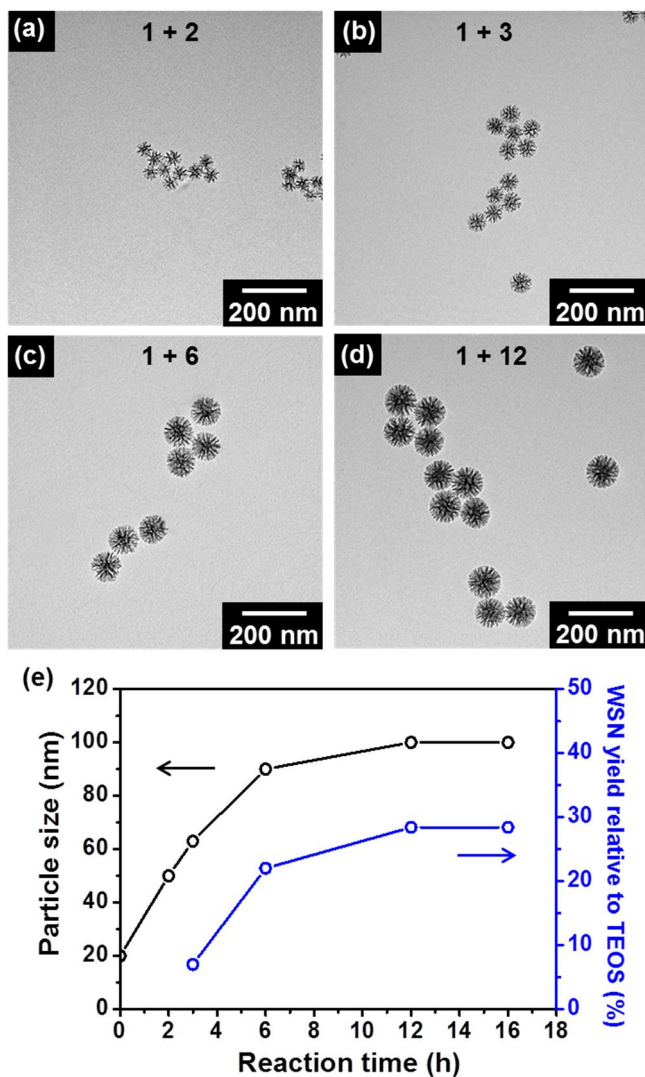 (a) 1 + 2
200 nm
(b) 1 + 3
200 nm
(c) 1 + 6
200 nm
(d) 1 + 12
200 nm
(e)
120
100
80
60
40
20
0
Particle size (nm)
50
40
30
20
10
0
WSN yield relative to TEOS (%)
0 2 4 6 8 10 12 14 16 18
Reaction time (h)